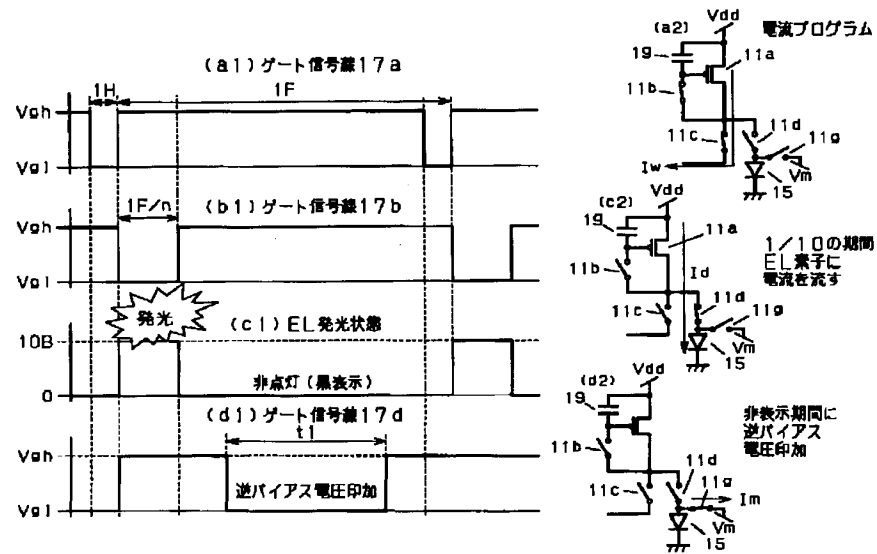 (a1)ゲート信号線17a
1H
1F
Vgh
Vgl
1F/n
(b1)ゲート信号線17b
Vgh
Vgl
発光
(c1)EL発光状態
10B
0
非点灯(黒表示)
(d1)ゲート信号線17d
t1
Vgh
Vgl
逆バイアス電圧印加
(a2)
Vdd
電流プログラム
19
11a
11b
11c
11d
11g
Iw
Vm
15
(c2)
Vdd
19
11a
1/10の期間
EL素子に
電流を流す
11b
Id
11c
11d
11g
Vm
15
(d2)
Vdd
19
非表示期間に
逆バイアス
電圧印加
11b
11d
11c
11g
Im
Vm
15